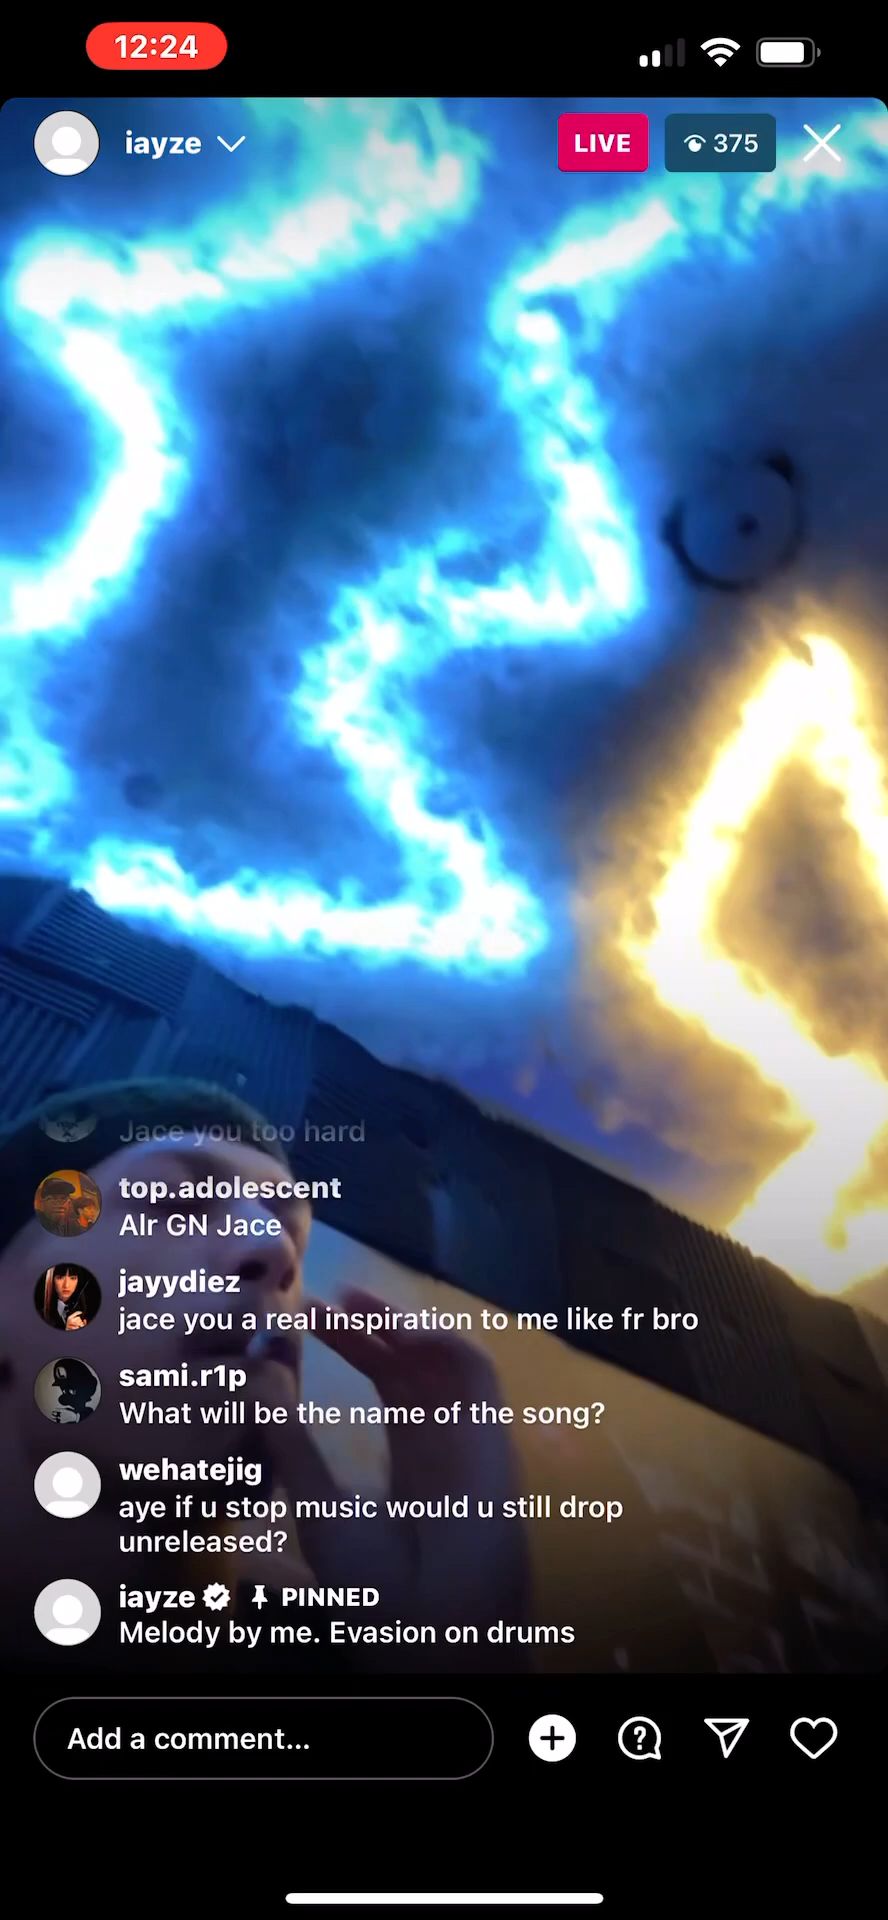 12:24
iayze
LIVE
375
Jace you too hard
top.adolescent
Alr GN Jace
jayydiez
jace you a real inspiration to me like fr bro
sami.r1p
What will be the name of the song?
wehatejig
aye if u stop music would u still drop
unreleased?
iayze PINNED
Melody by me. Evasion on drums
Add a comment...